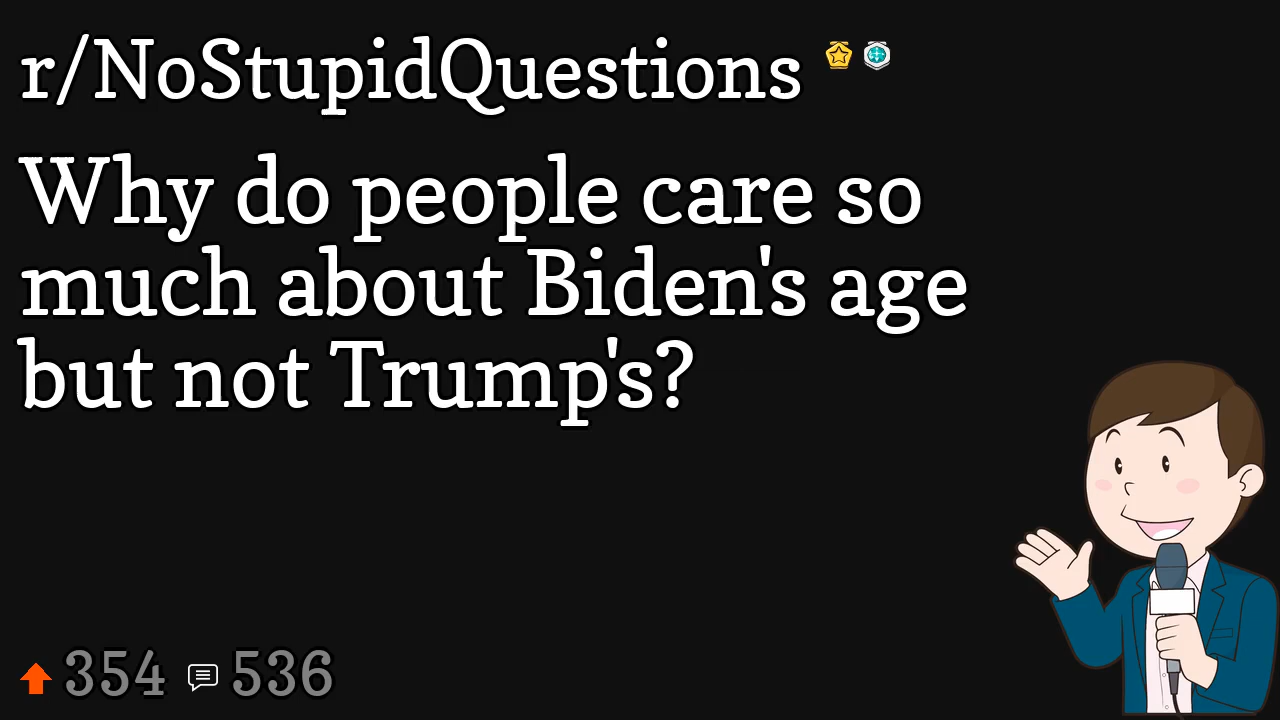 r/NoStupidQuestions
Why do people care so
much about Biden's age
but not Trump's?
354 536